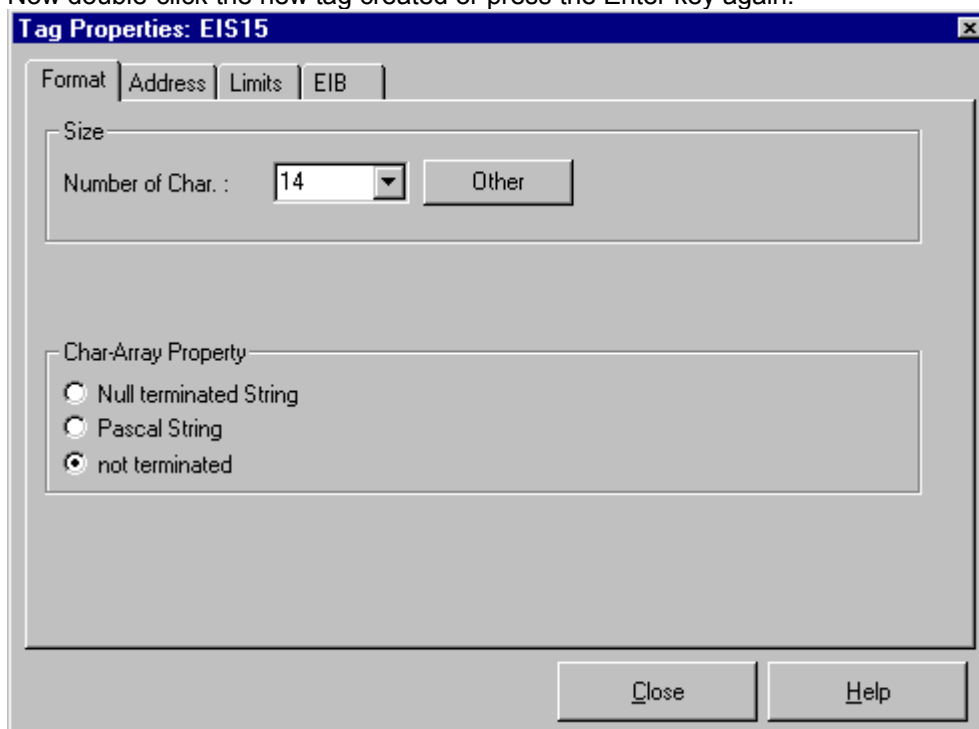 Now double-click the new tag created or press the Enter key again.
Tag Properties: EIS15
Format Address Limits EIB
Size
Number of Char. : 14 Other
Char-Array Property
Null terminated String
Pascal String
not terminated
Close Help